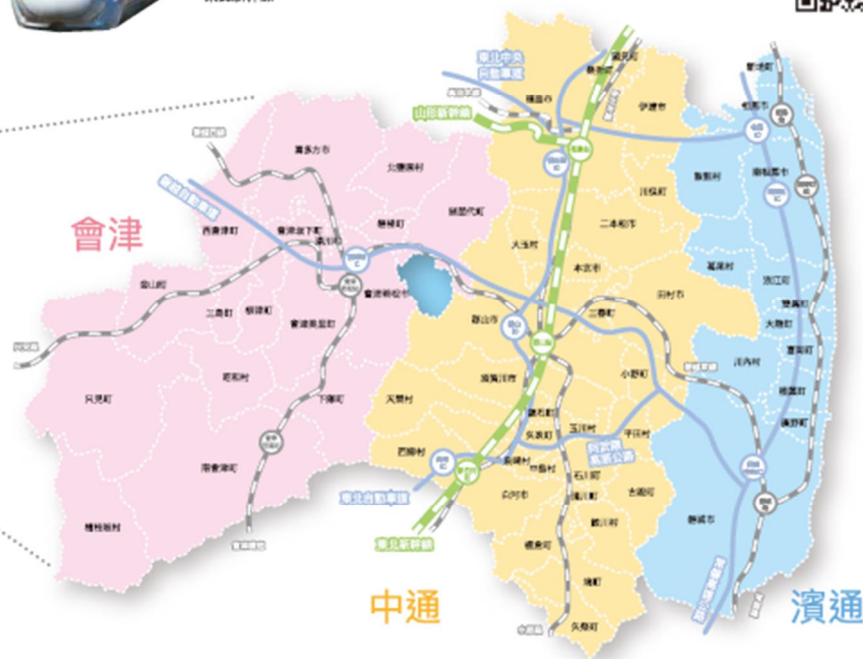 東北中央
自動車道
國見町
桑折町
新地町
相馬市
福島市
伊達市
山形新幹線
喜多方市
北鹽原村
飯館村
南相馬市
川俣町
磐越自動車道
磐梯町
豬苗代町
二本松市
西會津町
會津坂下町
湯川村
大玉村
會津
本宮市
葛尾村
浪江町
金山町
會津若松市
田村市
雙葉町
三島町
柳津町
會津美里町
郡山市
三春町
大熊町
富岡町
川內村
只見町
昭和村
下鄉町
天榮村
須賀川市
小野町
楢葉町
廣野町
鏡石町
矢吹町
玉川村
平田村
西鄉村
泉崎村
中島村
阿武隈
高原公路
南會津町
石川町
白河市
淺川町
古殿町
東北自動車道
鮫川村
磐城市
檜枝岐村
棚倉町
東北新幹線
塙町
矢祭町
中通
濱通